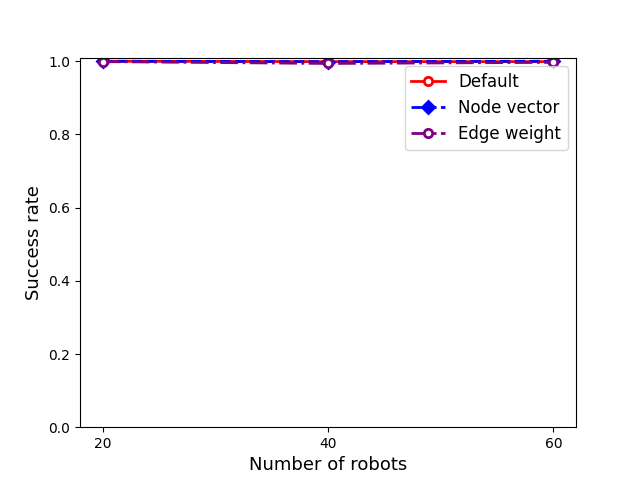 1.0
0.8
0.6
0.4
0.2
0.0
Success rate
Default
Node vector
Edge weight
20 40 60
Number of robots